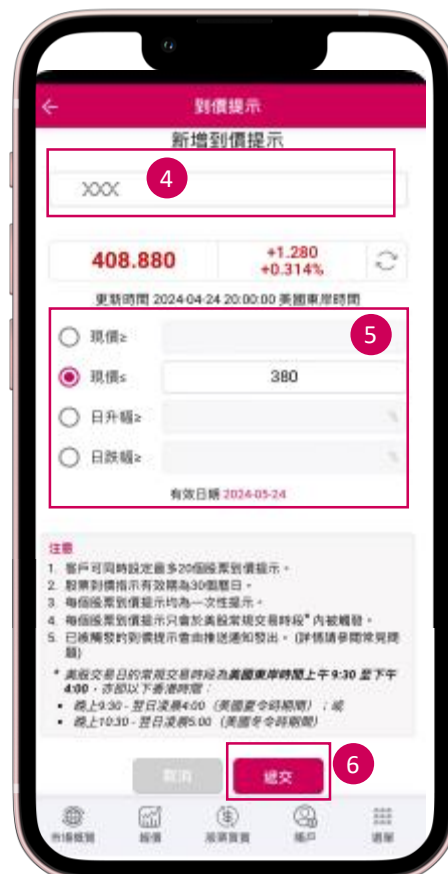 到價提示
新增到價提示
XXX 4
408.880 +1.280
+0.314%
更新時間 2024-04-24 20:00:00 美國東岸時間
5
現價≥
現價≤ 380
日升幅≥ %
日跌幅≥ %
有效日期 2024-05-24
注意
1. 客戶可同時設定最多20個股票到價提示。
2. 股票到價指示有效期為30個曆日。
3. 每個股票到價提示均為一次性提示。
4. 每個股票到價提示只會於美股常規交易時段*內被觸發。
5. 已被觸發的到價提示會由推送通知發出。 (詳情請參閱常見問
題)
* 美股交易日的常規交易時段為美國東岸時間上午9:30 至下午
4:00，亦即以下香港時間：
• 晚上9:30 - 翌日凌晨4:00 （美國夏令時期間）；或
• 晚上10:30 - 翌日凌晨5:00 （美國冬令時期間）
取消 遞交 6
市場概覽 報價 股票買賣 帳戶 選單